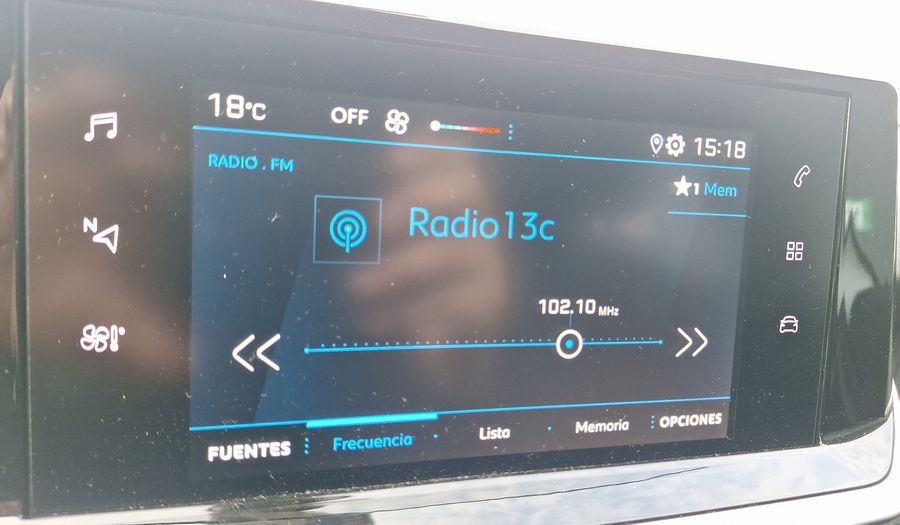 18°C OFF 15:18
RADIO . FM
1 Mem
Radio13c
102.10 MHz
N
FUENTES Frecuencia Lista Memoria OPCIONES